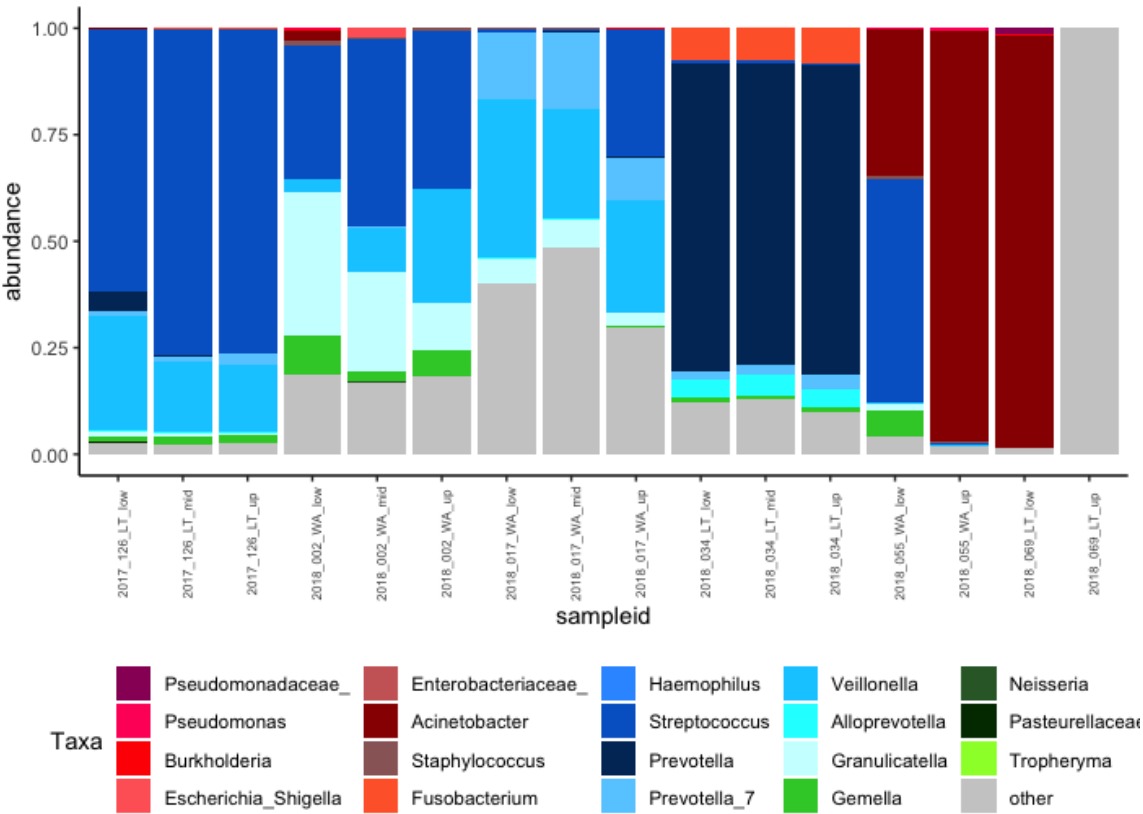 1.00
0.75
0.50
0.25
0.00
abundance
2017_126_LT_low
2017_126_LT_mid
2017_126_LT_up
2018_002_WA_low
2018_002_WA_mid
2018_002_WA_up
2018_017_WA_low
2018_017_WA_mid
2018_017_WA_up
2018_034_LT_low
2018_034_LT_mid
2018_034_LT_up
2018_055_WA_low
2018_055_WA_up
2018_069_LT_low
2018_069_LT_up
sampleid
Taxa
Pseudomonadaceae_
Pseudomonas
Burkholderia
Escherichia_Shigella
Enterobacteriaceae_
Acinetobacter
Staphylococcus
Fusobacterium
Haemophilus
Streptococcus
Prevotella
Prevotella_7
Veillonella
Alloprevotella
Granulicatella
Gemella
Neisseria
Pasteurellaceae
Tropheryma
other